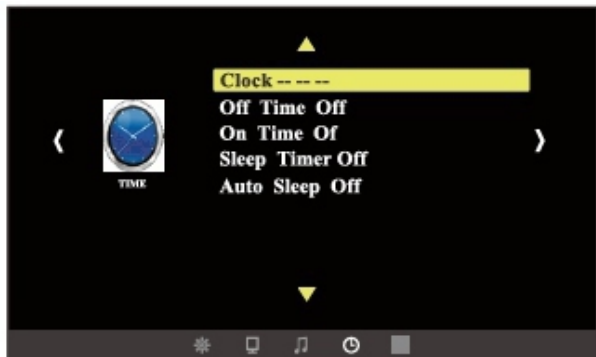 Clock -- -- --
Off Time Off
On Time Of
Sleep Timer Off
Auto Sleep Off
TIME